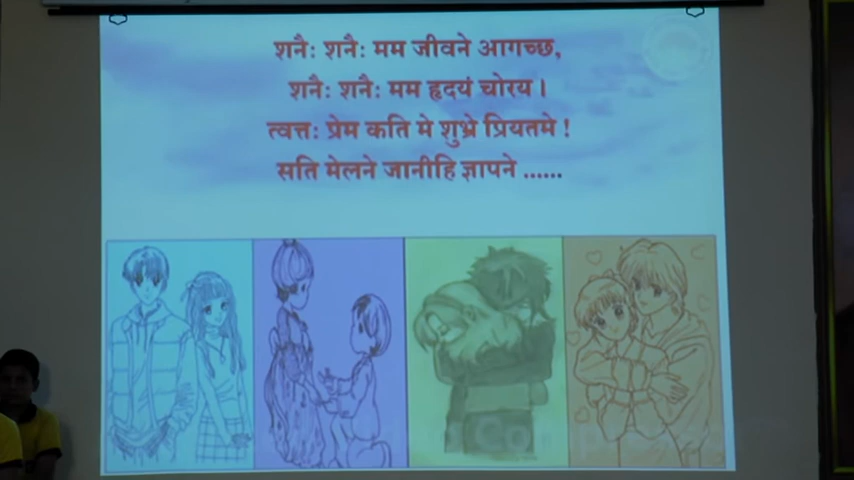 शनैः शनैः मम जीवने आगच्छ,
शनैः शनैः मम हृदयं चोरय।
त्वत्तः प्रेम कति मे शुभ्रे प्रियतमे !
सति मेलने जानीहि ज्ञापने ......